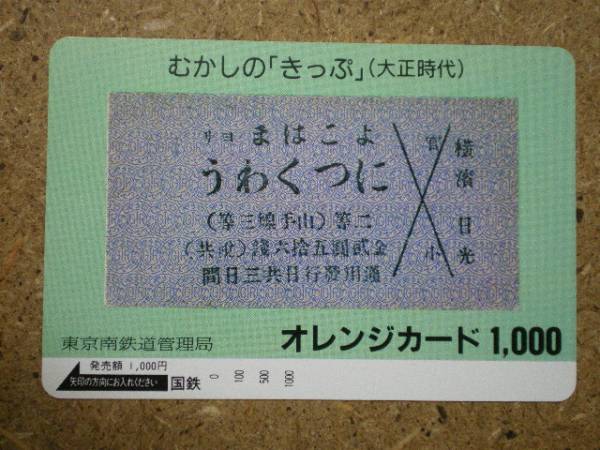 むかしの「きっぷ」(大正時代)
横濱 日光
官 小
よこはまヨリ
につくわう
二等(山手線三等)
金貳圓五拾六錢(税共)
通用發行日共三日間
東京南鉄道管理局
オレンジカード 1,000
発売額 1,000円
矢印の方向にお入れください
国鉄
0 100 500 1000